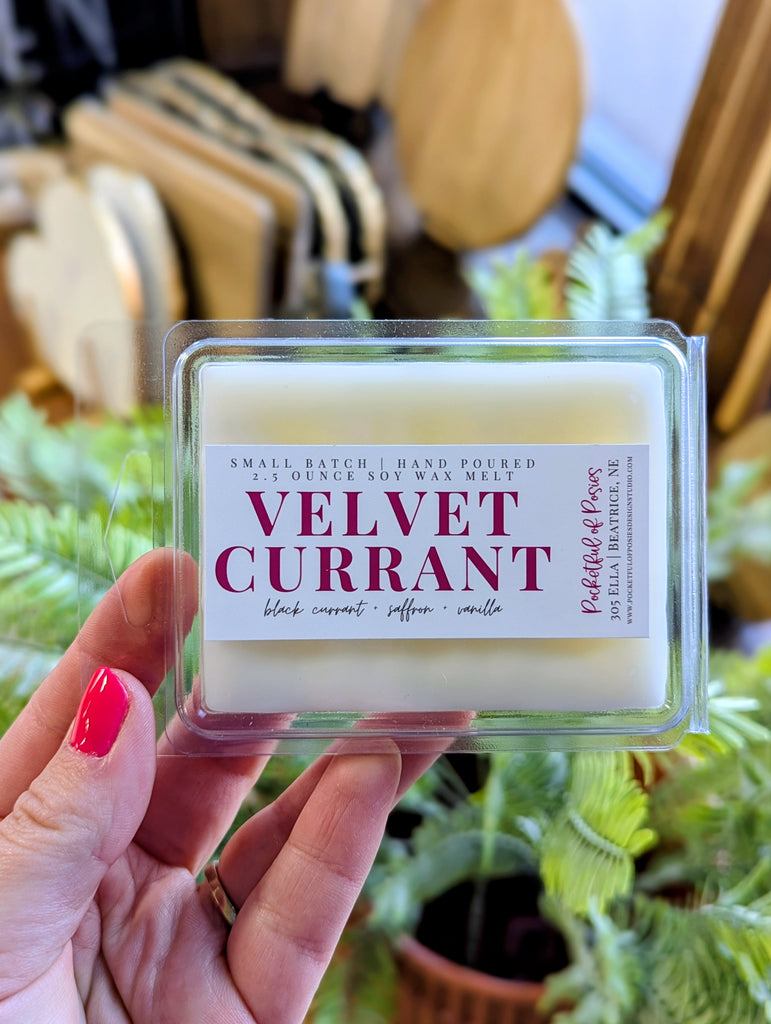 SMALL BATCH | HAND POURED
2.5 OUNCE SOY WAX MELT
VELVET
CURRANT
black currant + saffron + vanilla
Pocketful of Posies
305 ELLA | BEATRICE, NE
WWW.POCKETFULOFPOSIESDESIGNSTUDIO.COM